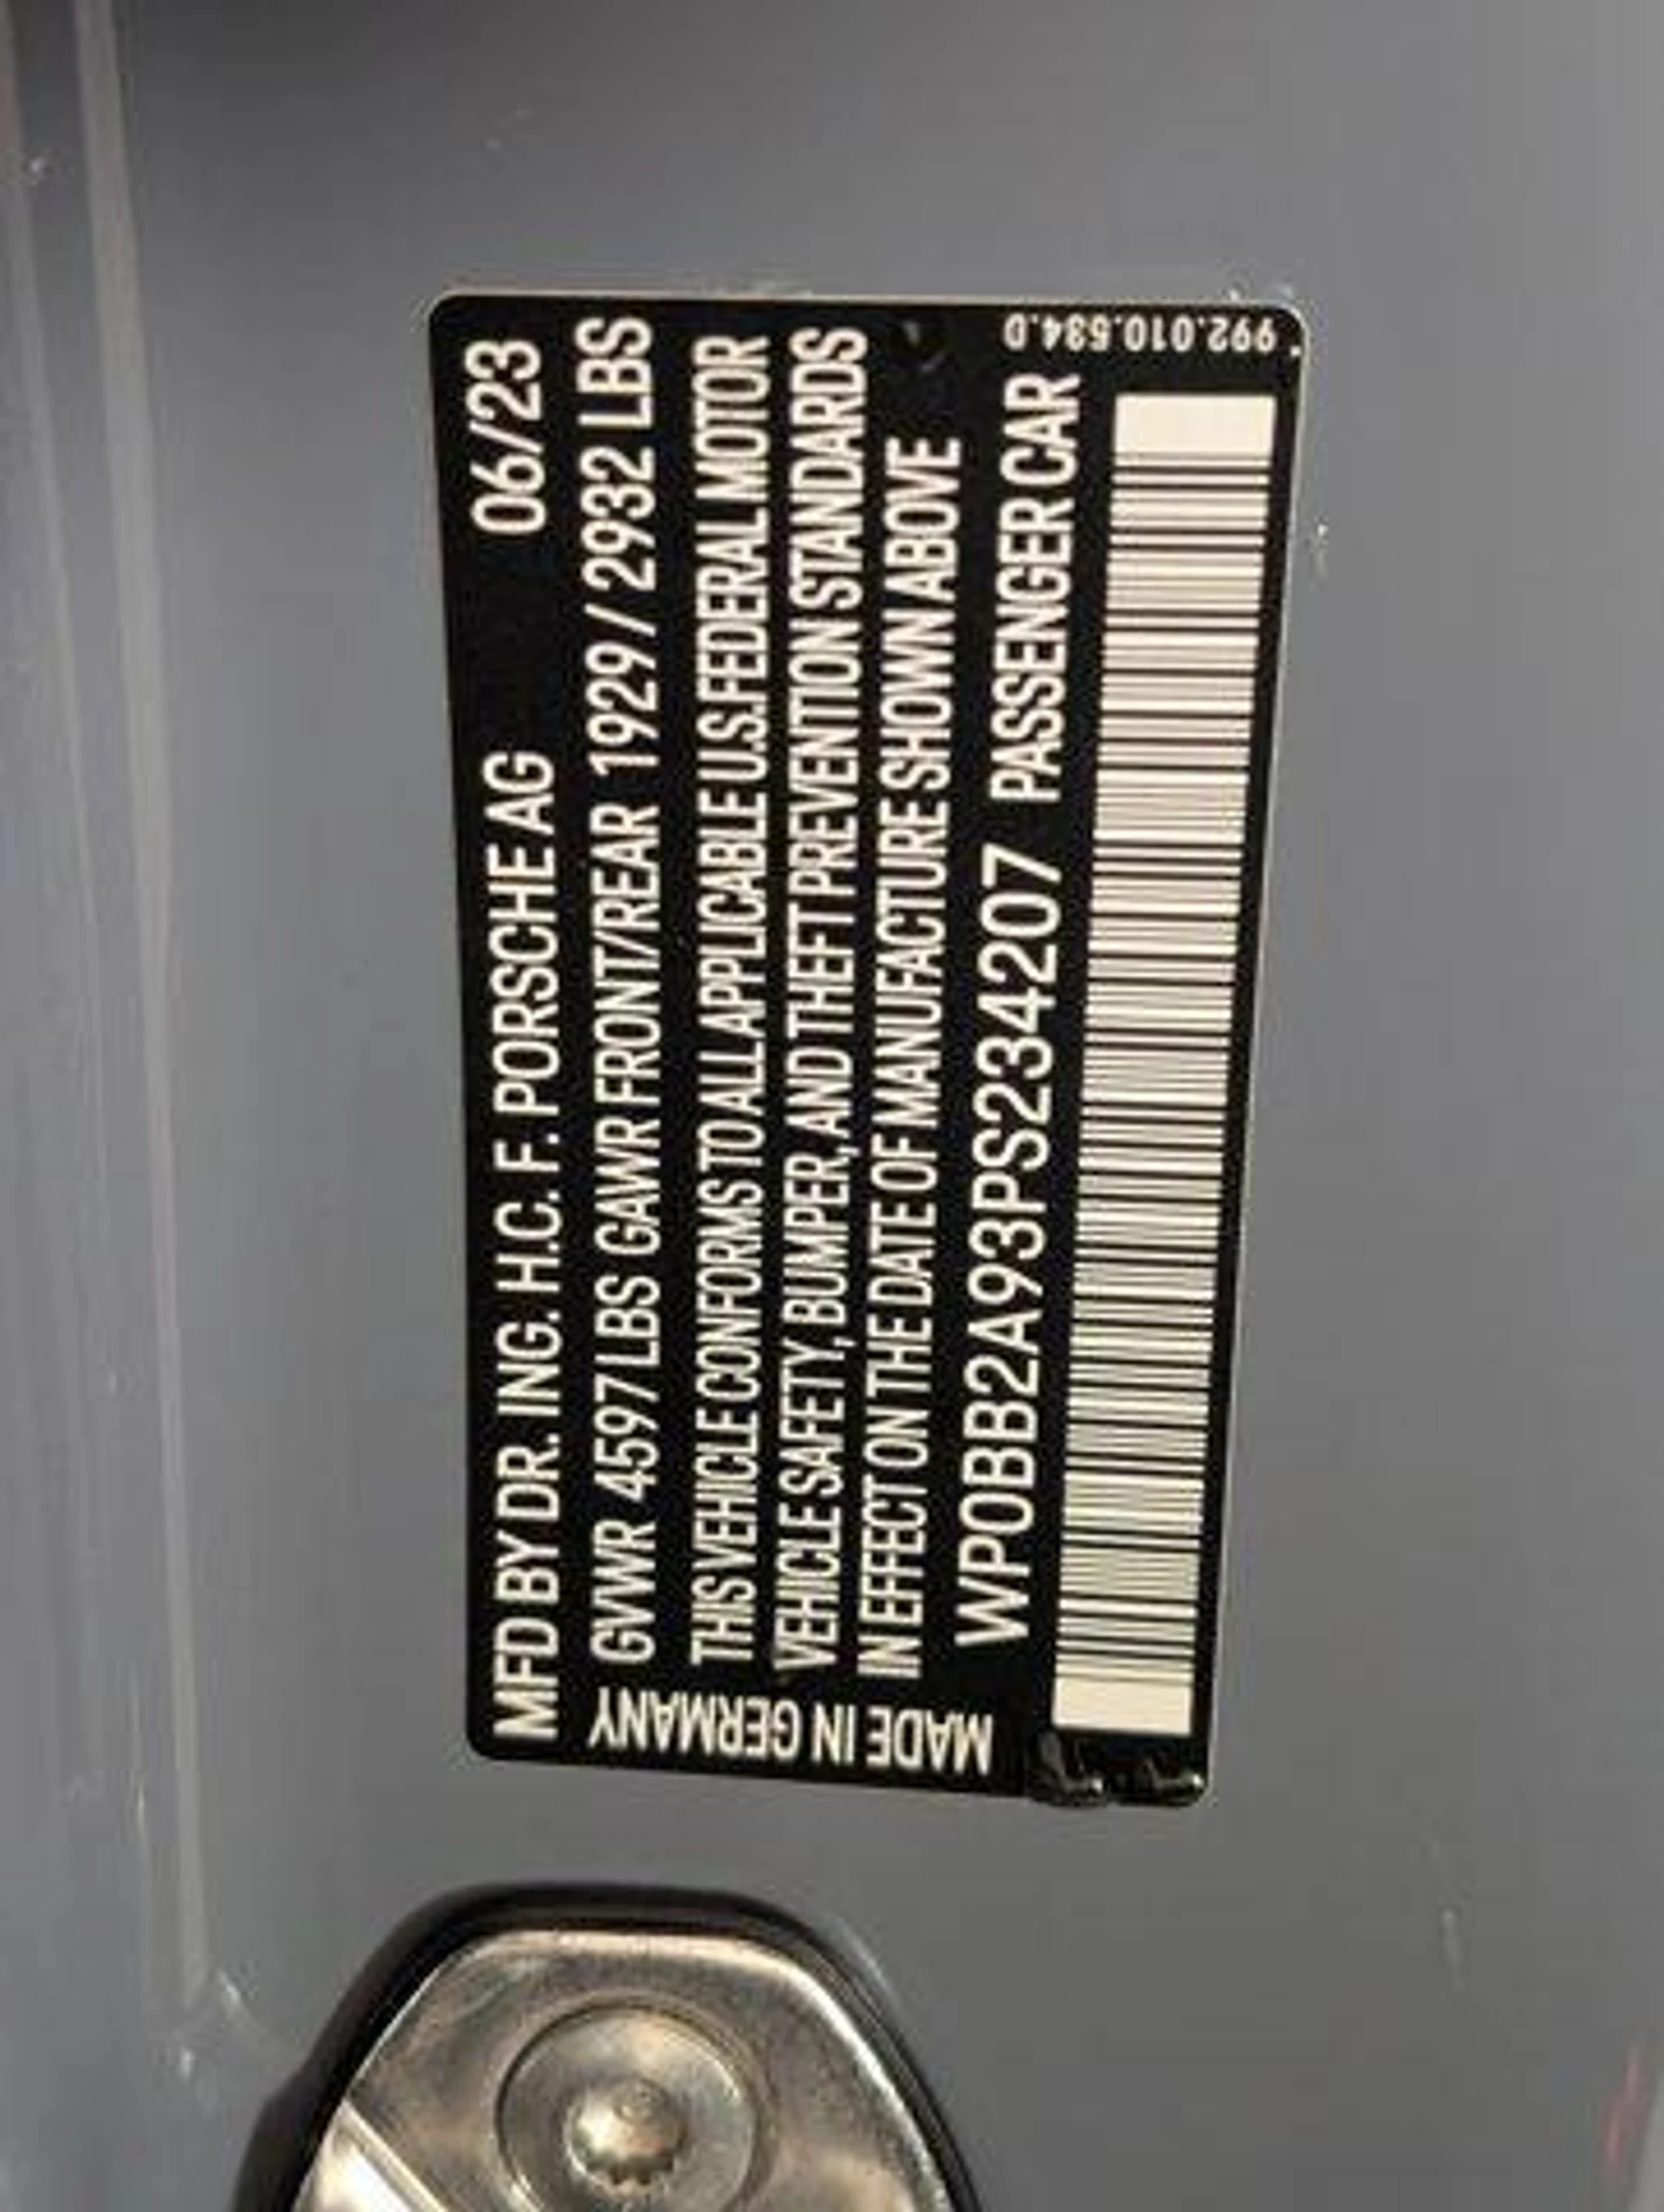 MFD BY DR. ING. H.C. F. PORSCHE AG 06/23
GVWR 4597 LBS GAWR FRONT/REAR 1929 / 2932 LBS
THIS VEHICLE CONFORMS TO ALL APPLICABLE U.S. FEDERAL MOTOR
VEHICLE SAFETY, BUMPER, AND THEFT PREVENTION STANDARDS
IN EFFECT ON THE DATE OF MANUFACTURE SHOWN ABOVE
WP0BB2A93PS234207 PASSENGER CAR
MADE IN GERMANY
992.010.534.D